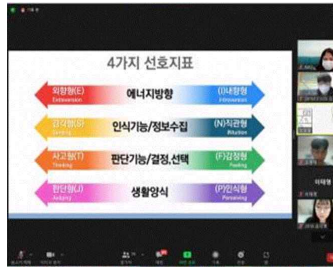 4가지 선호지표
외향형(E)
Extraversion
에너지방향
(I)내향형
Introversion
감각형(S)
Sensing
인식기능/정보수집
(N)직관형
iNtuition
사고형(T)
Thinking
판단기능/결정,선택
(F)감정형
Feeling
판단형(J)
Judging
생활양식
(P)인식형
Perceiving